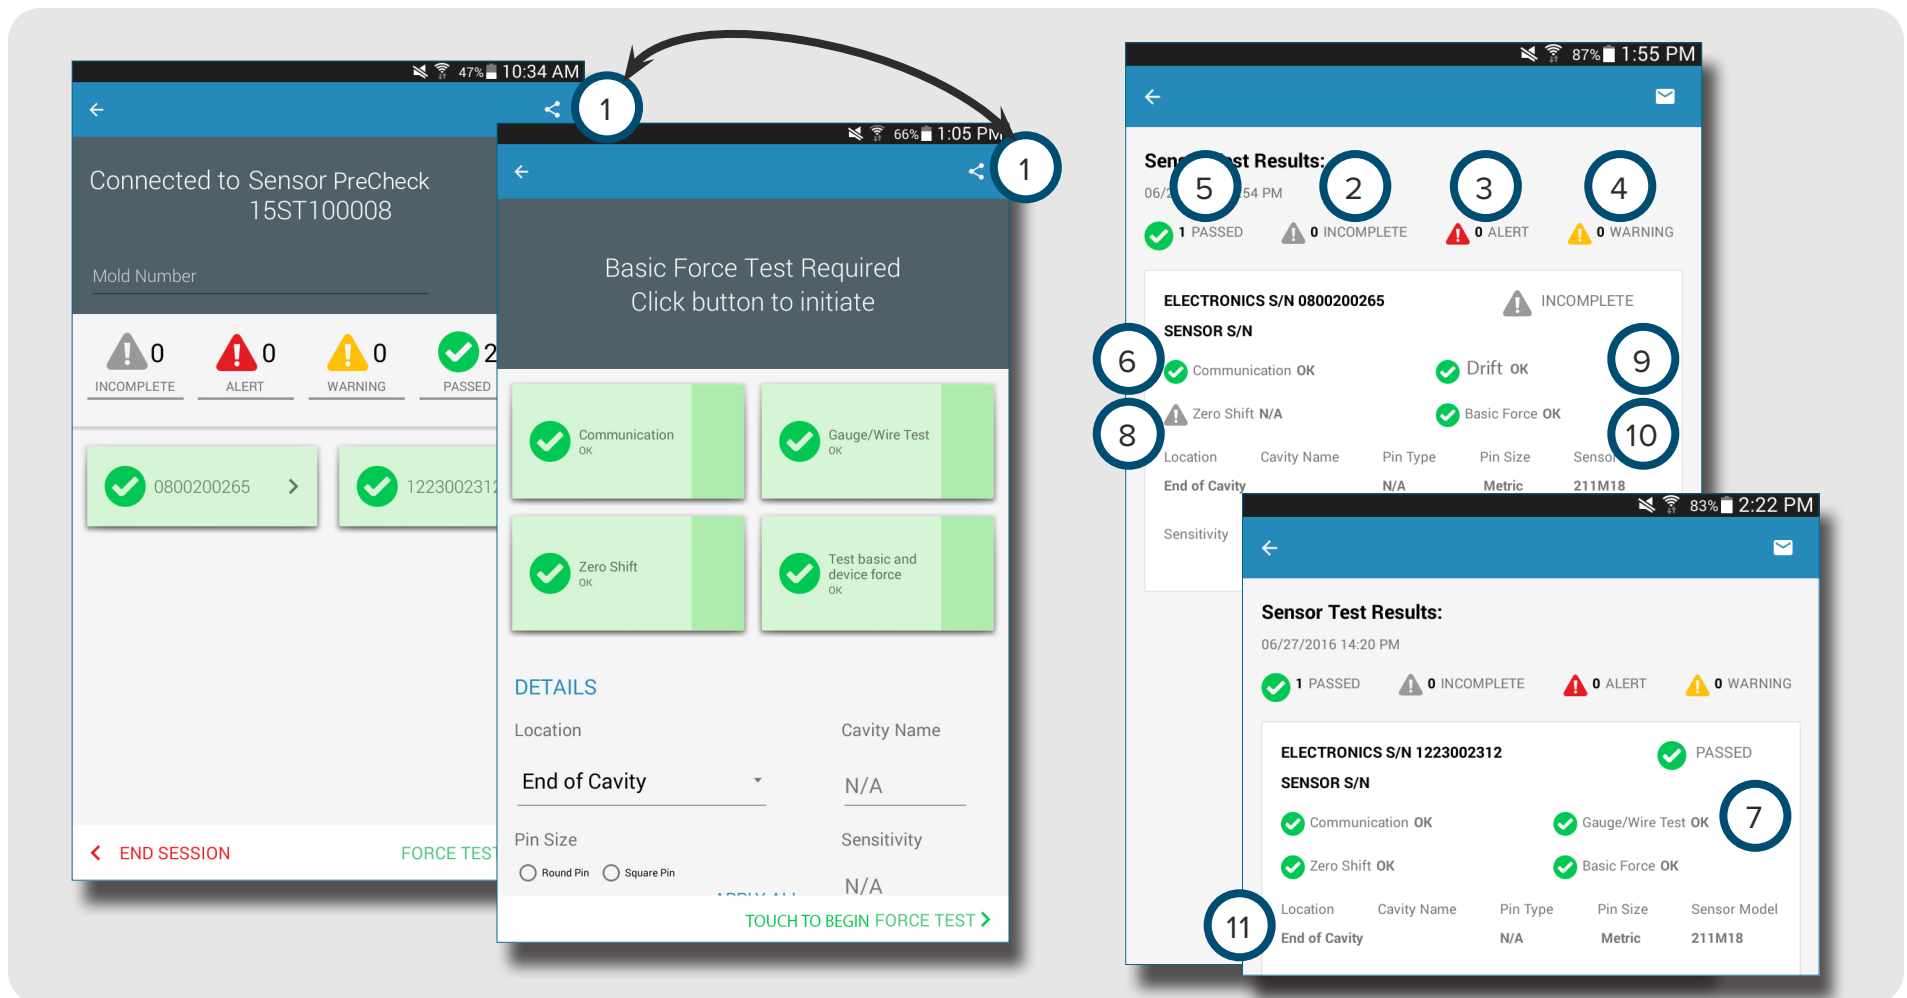 47% 10:34 AM
1
Connected to Sensor PreCheck
15ST100008
Mold Number
0 0 0 2
INCOMPLETE ALERT WARNING PASSED
0800200265 1223002312
END SESSION FORCE TEST
66% 1:05 PM
1
Basic Force Test Required
Click button to initiate
Communication
OK
Gauge/Wire Test
OK
Zero Shift
OK
Test basic and
device force
OK
DETAILS
Location Cavity Name
End of Cavity N/A
Pin Size Sensitivity
Round Pin Square Pin
N/A
APPLY ALL
TOUCH TO BEGIN FORCE TEST
87% 1:55 PM
Test Results:
5 2 3 4
54 PM
1 PASSED 0 INCOMPLETE 0 ALERT 0 WARNING
ELECTRONICS S/N 0800200265 INCOMPLETE
SENSOR S/N
6 Communication OK Drift OK 9
Zero Shift N/A Basic Force OK
8 10
Location Cavity Name Pin Type Pin Size Sensor
End of Cavity N/A Metric 211M18
Sensitivity
83% 2:22 PM
Sensor Test Results:
06/27/2016 14:20 PM
1 PASSED 0 INCOMPLETE 0 ALERT 0 WARNING
ELECTRONICS S/N 1223002312 PASSED
SENSOR S/N
Communication OK Gauge/Wire Test OK 7
Zero Shift OK Basic Force OK
11
Location Cavity Name Pin Type Pin Size Sensor Model
End of Cavity N/A Metric 211M18